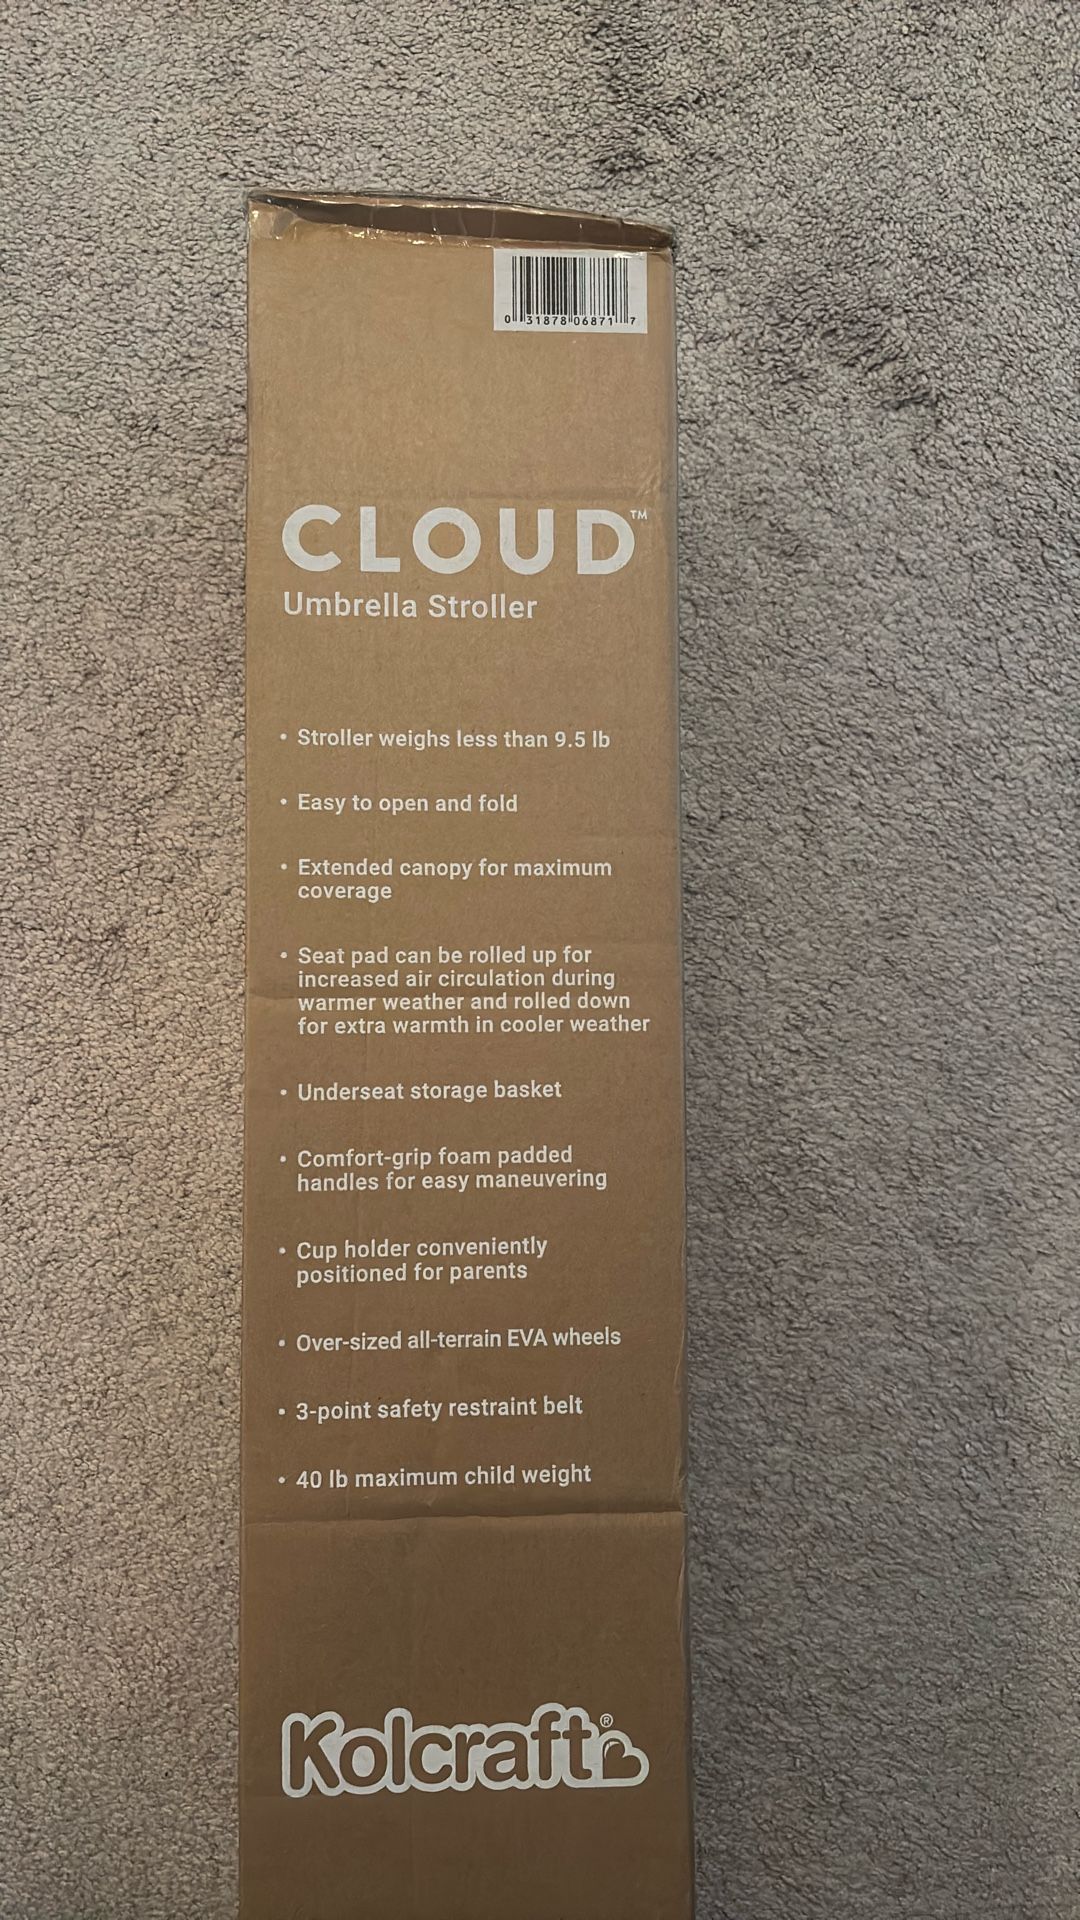 0 31878 06871 7
CLOUD™
Umbrella Stroller
• Stroller weighs less than 9.5 lb
• Easy to open and fold
• Extended canopy for maximum
coverage
• Seat pad can be rolled up for
increased air circulation during
warmer weather and rolled down
for extra warmth in cooler weather
• Underseat storage basket
• Comfort-grip foam padded
handles for easy maneuvering
• Cup holder conveniently
positioned for parents
• Over-sized all-terrain EVA wheels
• 3-point safety restraint belt
• 40 lb maximum child weight
Kolcraft®